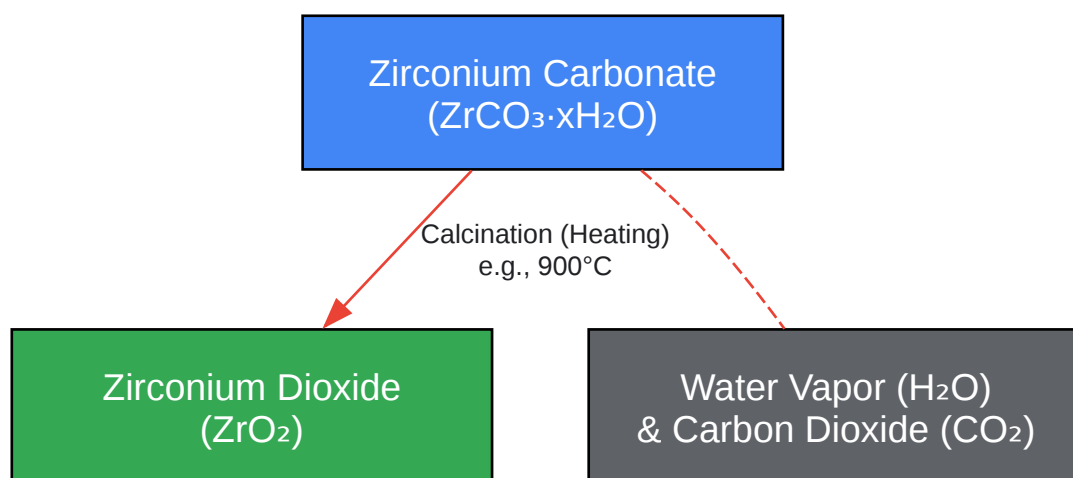 Zirconium Carbonate
(ZrCO₃·xH₂O)
Calcination (Heating)
e.g., 900°C
Zirconium Dioxide
(ZrO₂)
Water Vapor (H₂O)
& Carbon Dioxide (CO₂)